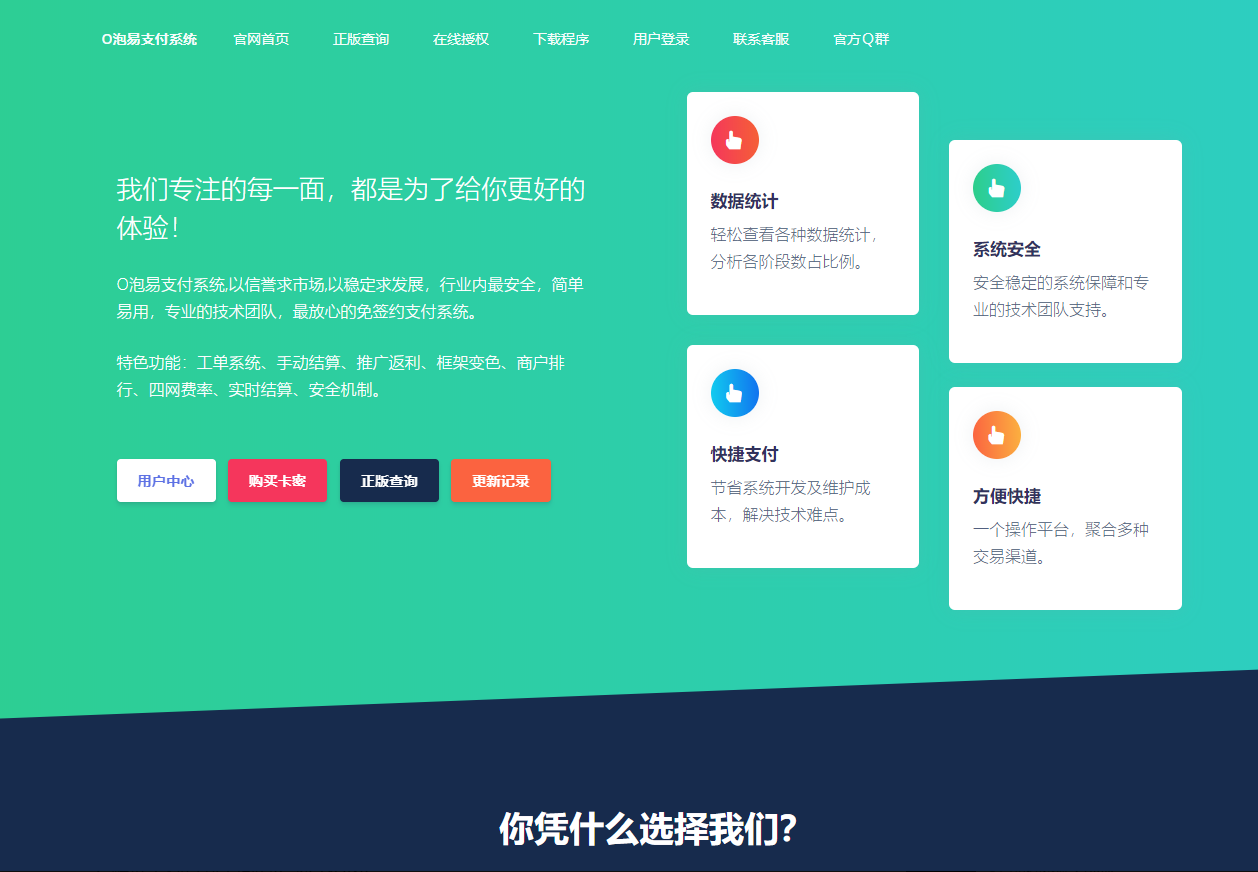 O泡易支付系统 官网首页 正版查询 在线授权 下载程序 用户登录 联系客服 官方Q群
我们专注的每一面，都是为了给你更好的
体验！
O泡易支付系统,以信誉求市场,以稳定求发展，行业内最安全，简单
易用，专业的技术团队，最放心的免签约支付系统。
特色功能：工单系统、手动结算、推广返利、框架变色、商户排
行、四网费率、实时结算、安全机制。
用户中心 购买卡密 正版查询 更新记录
数据统计
轻松查看各种数据统计，
分析各阶段数占比例。
系统安全
安全稳定的系统保障和专
业的技术团队支持。
快捷支付
节省系统开发及维护成
本，解决技术难点。
方便快捷
一个操作平台，聚合多种
交易渠道。
你凭什么选择我们？